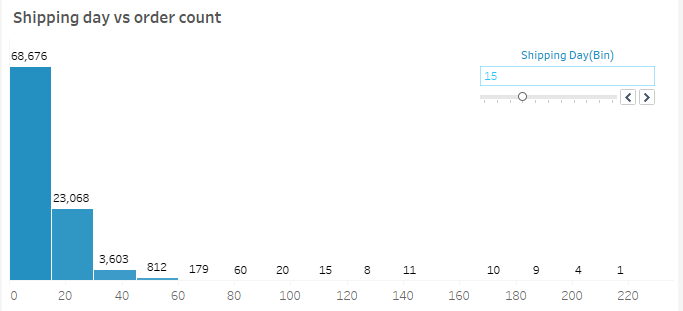 Shipping day vs order count
68,676
Shipping Day(Bin)
15
23,068
3,603
812 179 60 20 15 8 11 10 9 4 1
0 20 40 60 80 100 120 140 160 180 200 220